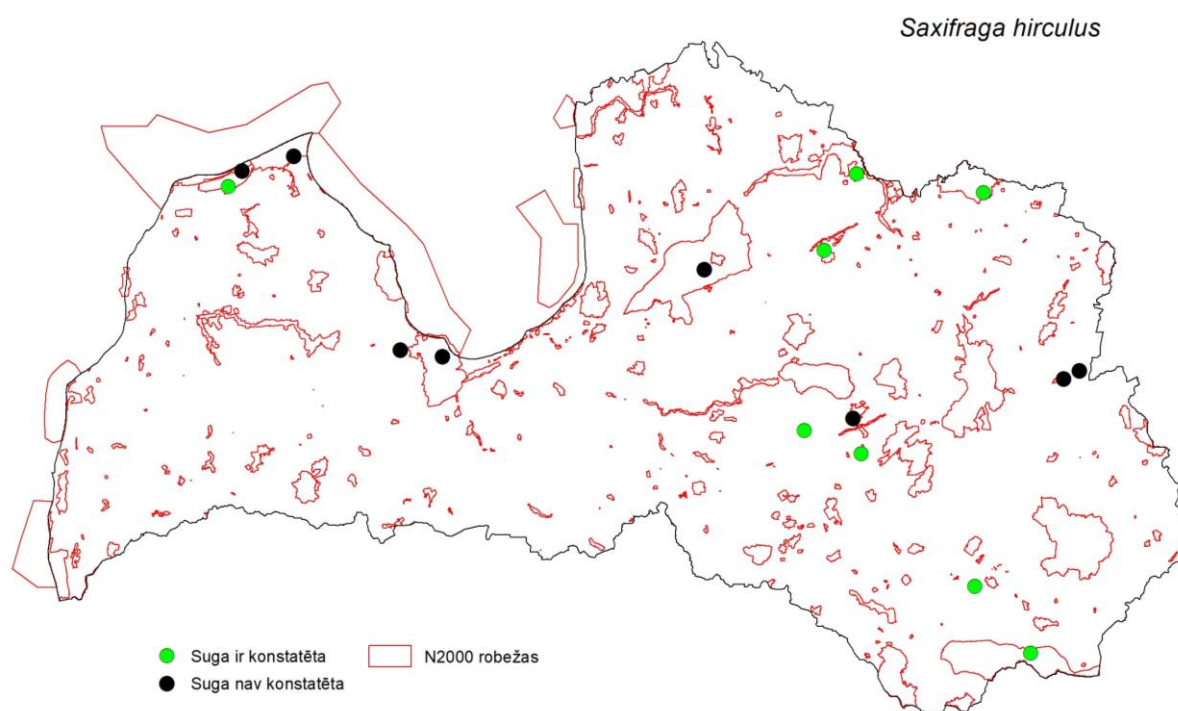 Saxifraga hirculus
Suga ir konstatēta
N2000 robežas
Suga nav konstatēta